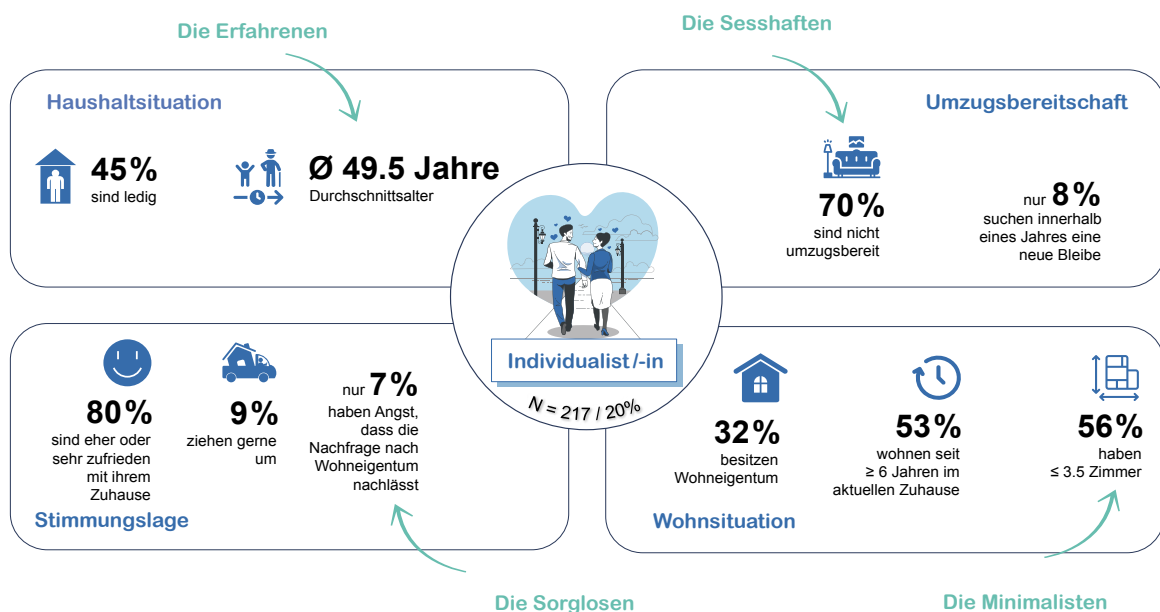 Die Erfahrenen
Die Sesshaften
Haushaltsituation
45%
sind ledig
Ø 49.5 Jahre
Durchschnittsalter
Umzugsbereitschaft
70%
sind nicht
umzugsbereit
nur 8%
suchen innerhalb
eines Jahres eine
neue Bleibe
Individualist/-in
N = 217 / 20%
80%
sind eher oder
sehr zufrieden
mit ihrem
Zuhause
9%
ziehen gerne
um
nur 7%
haben Angst,
dass die
Nachfrage nach
Wohneigentum
nachlässt
Stimmungslage
32%
besitzen
Wohneigentum
53%
wohnen seit
≥ 6 Jahren im
aktuellen Zuhause
56%
haben
≤ 3.5 Zimmer
Wohnsituation
Die Sorglosen
Die Minimalisten